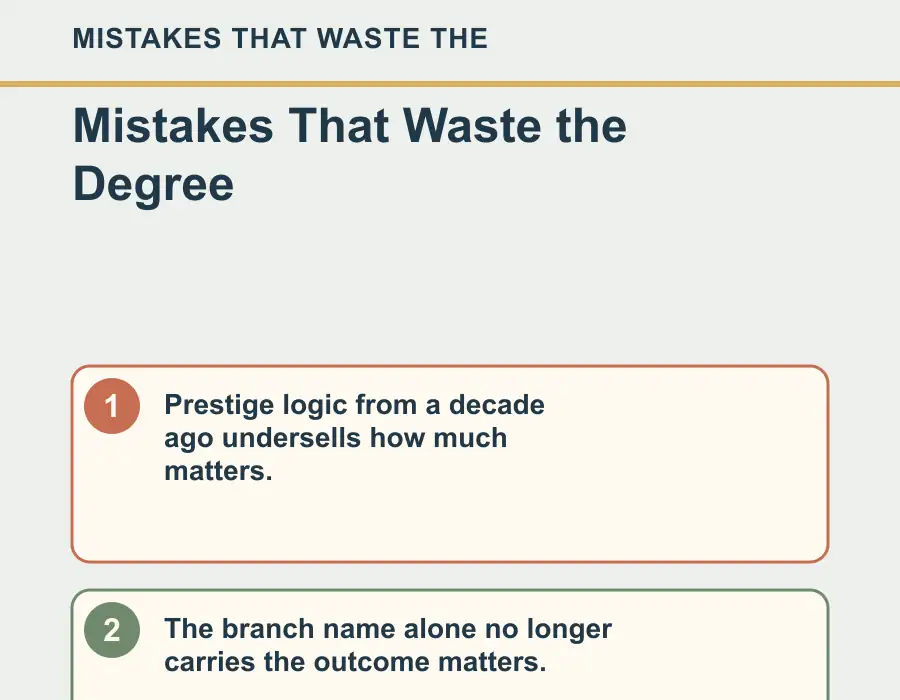 MISTAKES THAT WASTE THE
Mistakes That Waste the
Degree
1
Prestige logic from a decade
ago undersells how much
matters.
2
The branch name alone no longer
carries the outcome matters.